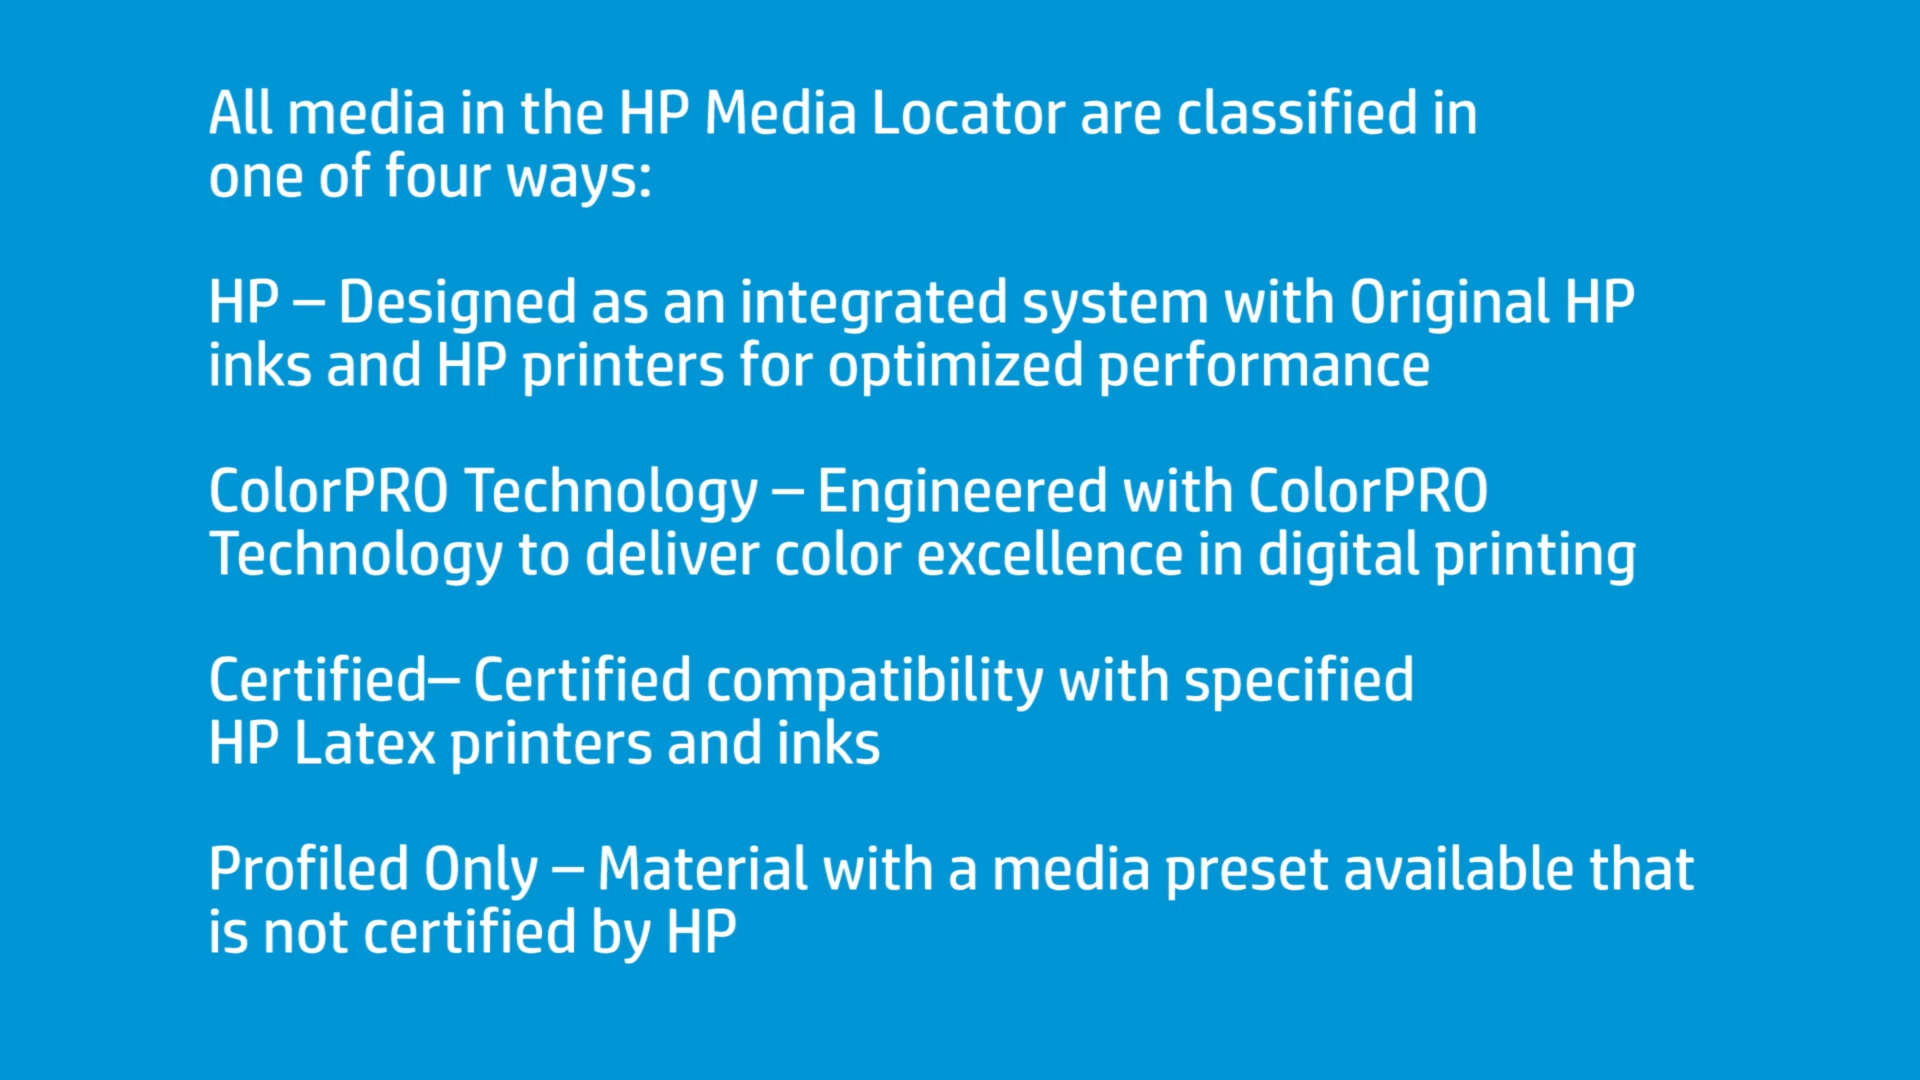 All media in the HP Media Locator are classified in
one of four ways:
HP – Designed as an integrated system with Original HP
inks and HP printers for optimized performance
ColorPRO Technology – Engineered with ColorPRO
Technology to deliver color excellence in digital printing
Certified– Certified compatibility with specified
HP Latex printers and inks
Profiled Only – Material with a media preset available that
is not certified by HP